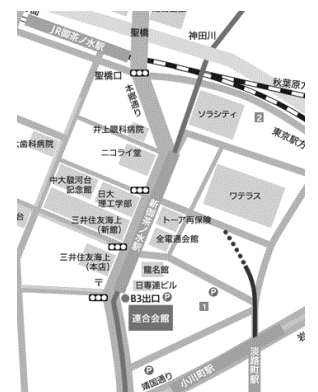 聖橋
神田川
JR御茶ノ水駅
聖橋口
秋葉原
本郷通り
ソラシティ
2
東京駅方
井上眼科病院
ニコライ堂
歯科病院
中大駿河台
記念館
日大
理工学部
新御茶ノ水駅
ワテラス
三井住友海上
（新館）
トーア再保険
全電通会館
台
三井住友海上
（本店）
龍名館
〒
日専連ビル
B3出口
P
P
1
連合会館
P
P
靖国通り
小川町駅
淡路町駅